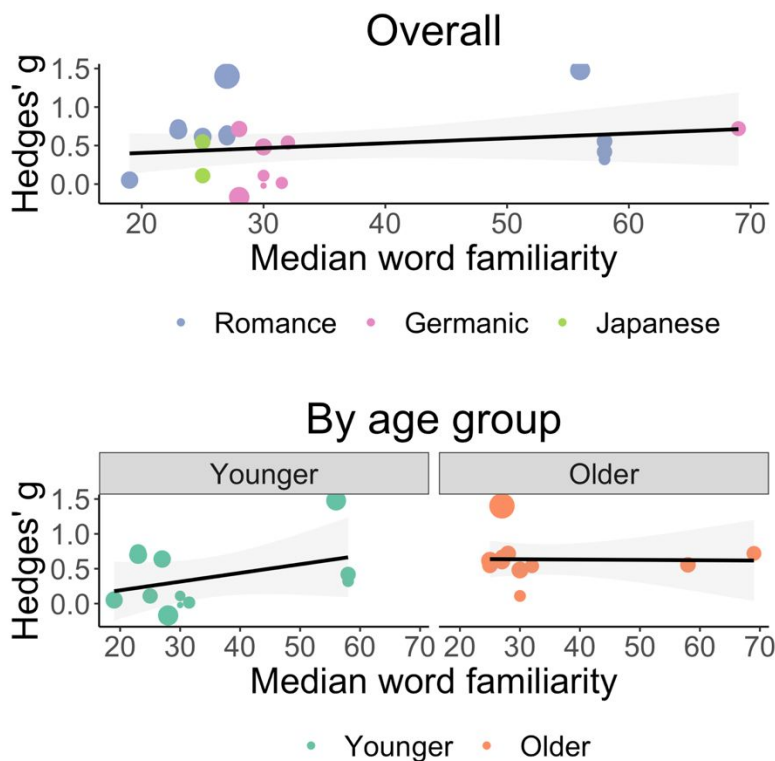 Overall
Hedges' g
1.5
1.0
0.5
0.0
20 30 40 50 60 70
Median word familiarity
Romance Germanic Japanese
By age group
Younger Older
Hedges' g
1.5
1.0
0.5
0.0
20 30 40 50 60 70 20 30 40 50 60 70
Median word familiarity
Younger Older